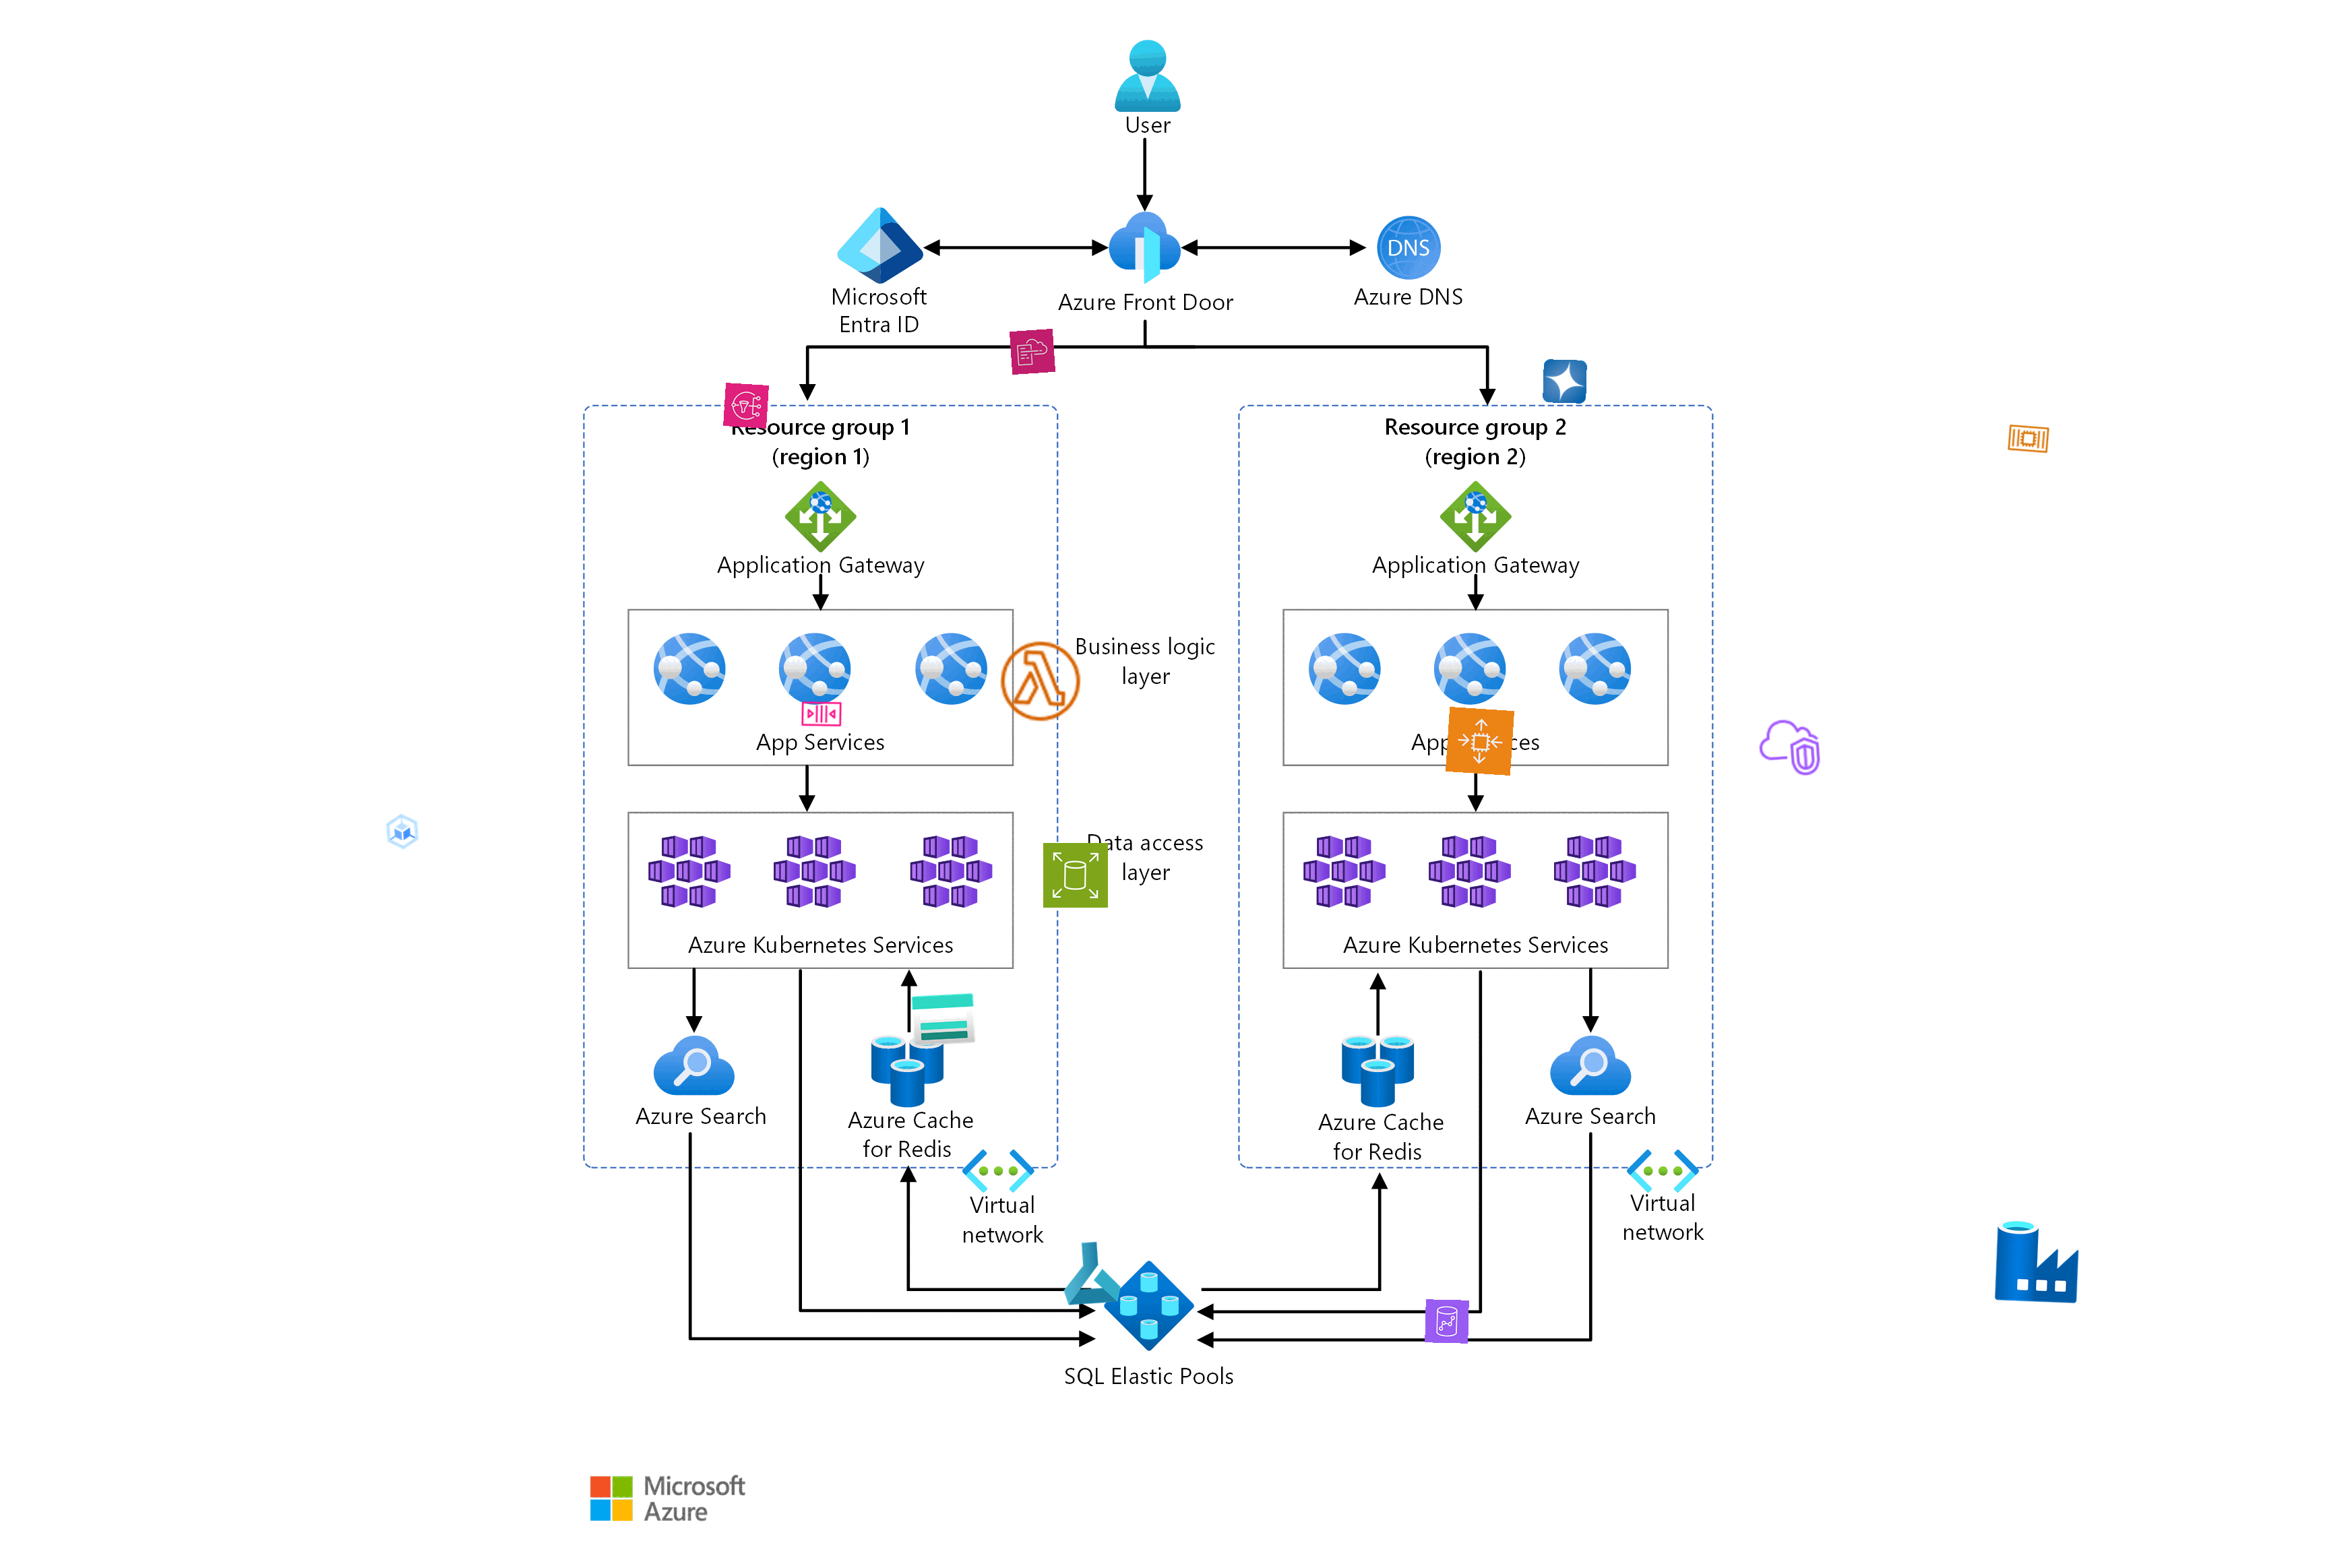 User
DNS
Microsoft
Entra ID
Azure Front Door
Azure DNS
Resource group 1
(region 1)
Resource group 2
(region 2)
Application Gateway
Application Gateway
Business logic
layer
App Services
Data access
layer
Azure Kubernetes Services
Azure Kubernetes Services
Azure Search
Azure Cache
for Redis
Azure Cache
for Redis
Azure Search
Virtual
network
Virtual
network
SQL Elastic Pools
Microsoft
Azure